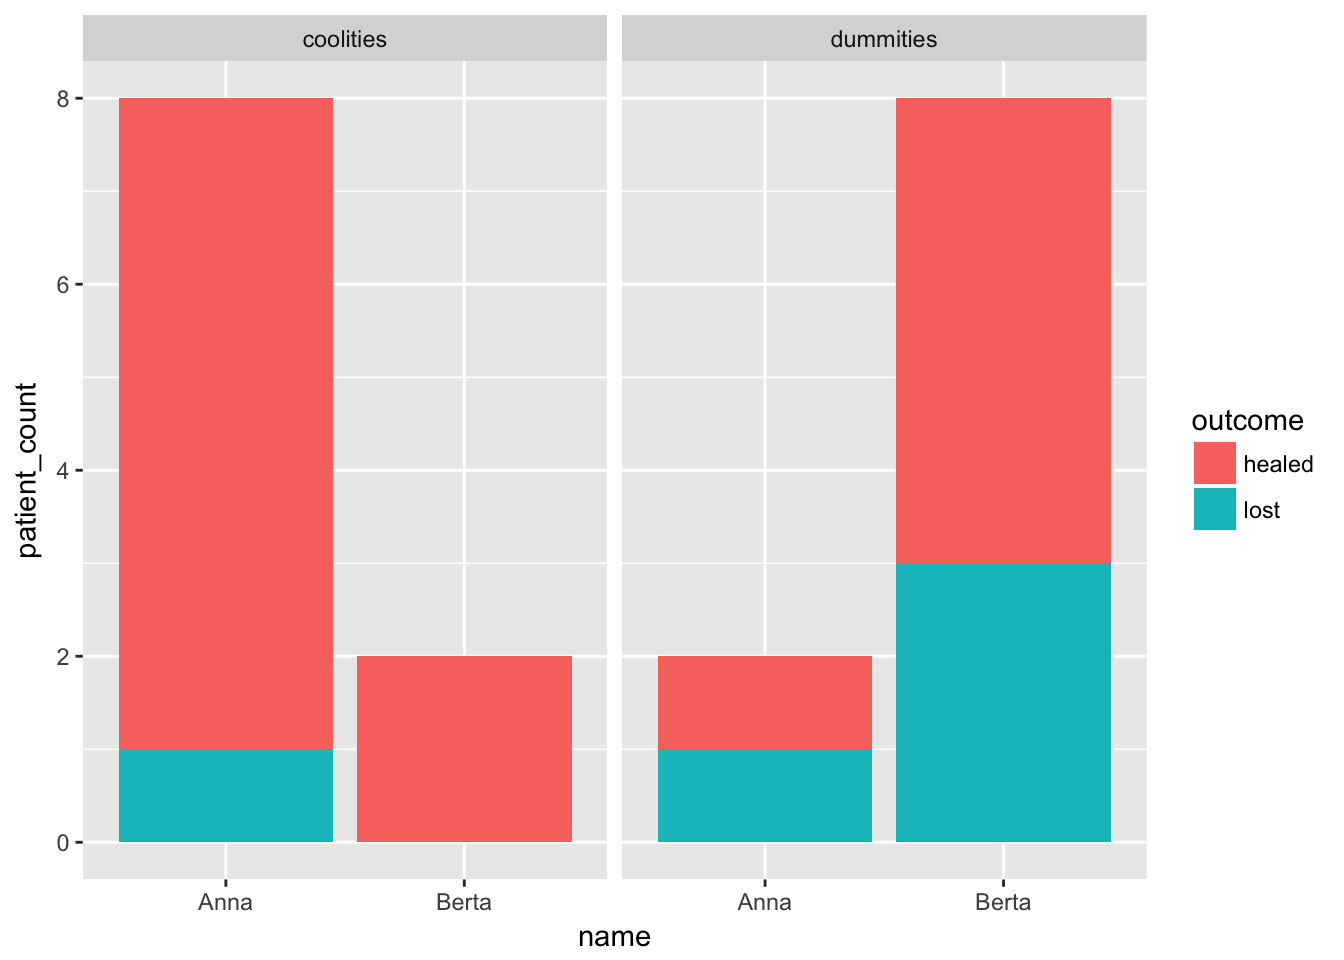 coolities
dummities
8
6
4
2
0
patient_count
Anna
Berta
Anna
Berta
name
outcome
healed
lost